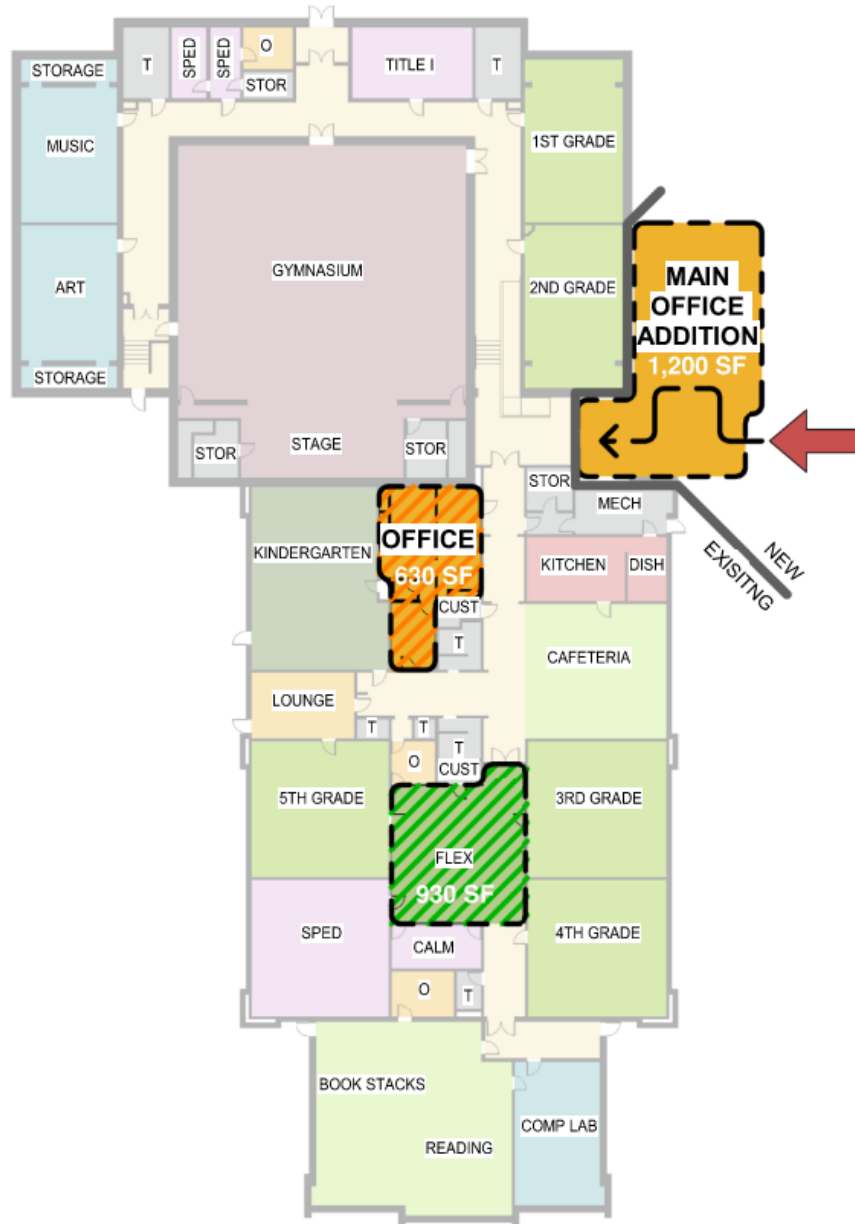 T
SPED
SPED
O
STOR
TITLE I
T
STORAGE
MUSIC
1ST GRADE
GYMNASIUM
ART
2ND GRADE
MAIN
OFFICE
ADDITION
1,200 SF
STORAGE
STAGE
STOR
STOR
STOR
MECH
KINDERGARTEN
OFFICE
630 SF
KITCHEN
DISH
NEW
EXISITNG
CUST
T
CAFETERIA
LOUNGE
T
T
T
CUST
O
5TH GRADE
3RD GRADE
FLEX
930 SF
SPED
CALM
4TH GRADE
O
T
BOOK STACKS
READING
COMP LAB